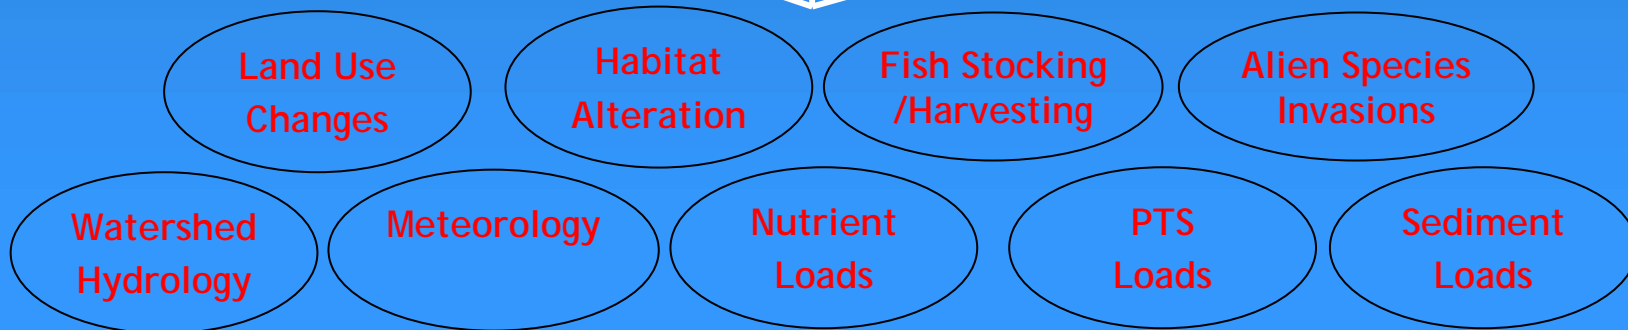 Land Use
Changes
Habitat
Alteration
Fish Stocking
/Harvesting
Alien Species
Invasions
Watershed
Hydrology
Meteorology
Nutrient
Loads
PTS
Loads
Sediment
Loads